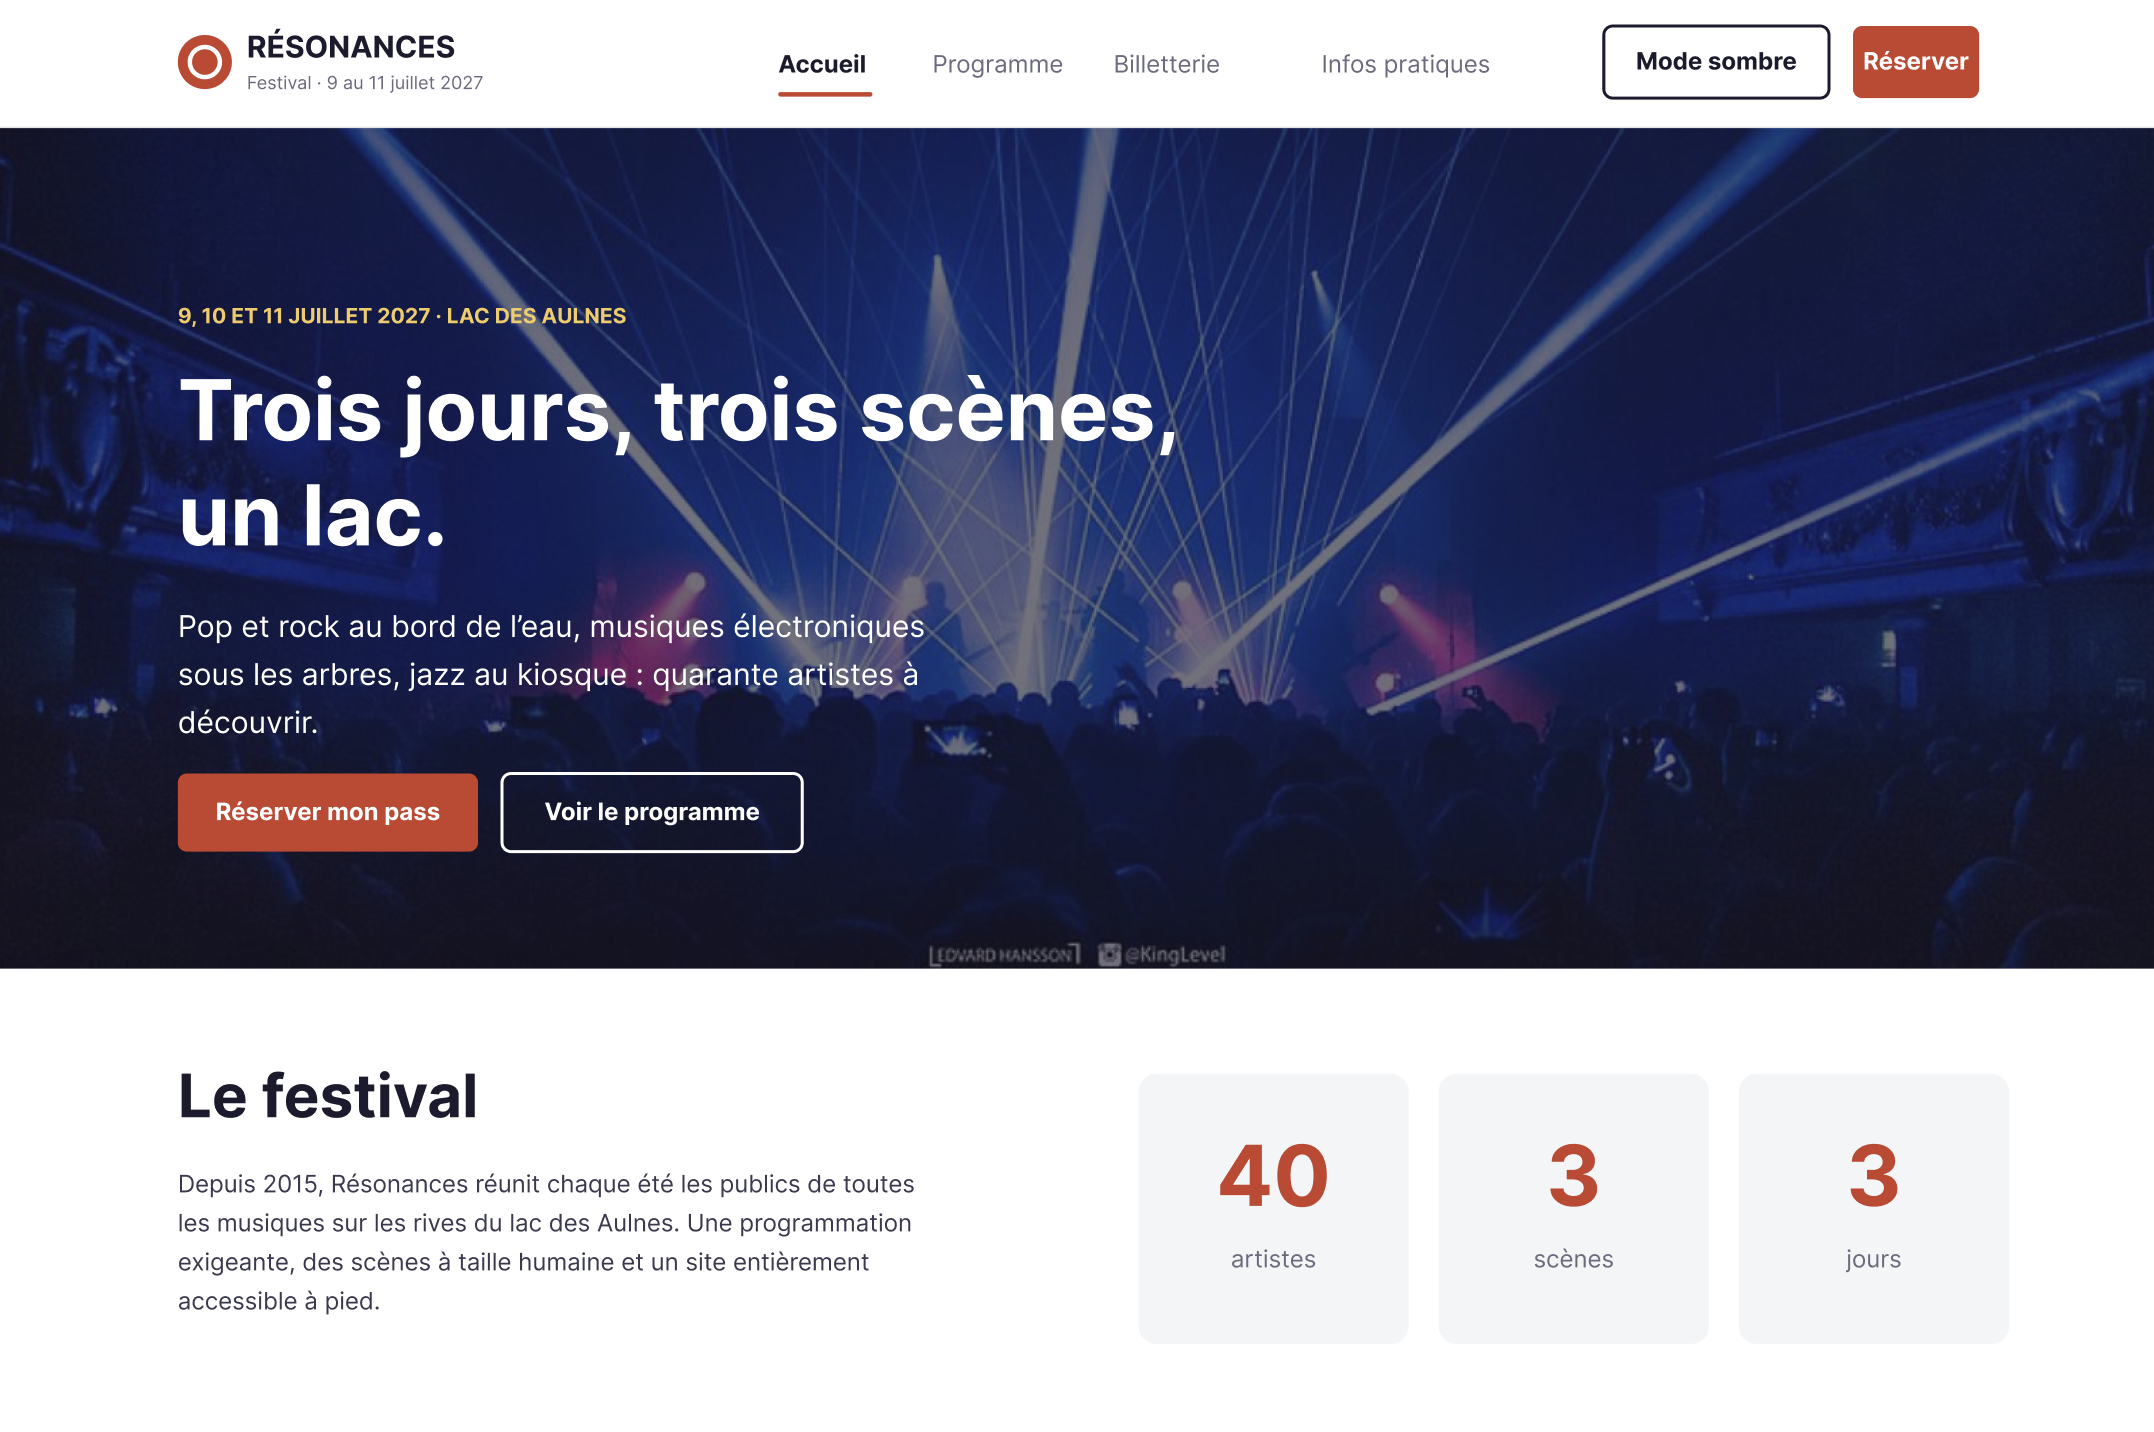 RÉSONANCES
Festival · 9 au 11 juillet 2027
Accueil
Programme
Billetterie
Infos pratiques
Mode sombre
Réserver
9, 10 ET 11 JUILLET 2027 · LAC DES AULNES
Trois jours, trois scènes,
un lac.
Pop et rock au bord de l’eau, musiques électroniques
sous les arbres, jazz au kiosque : quarante artistes à
découvrir.
Réserver mon pass
Voir le programme
EDVARD HANSSON @KingLevel
Le festival
Depuis 2015, Résonances réunit chaque été les publics de toutes
les musiques sur les rives du lac des Aulnes. Une programmation
exigeante, des scènes à taille humaine et un site entièrement
accessible à pied.
40
artistes
3
scènes
3
jours